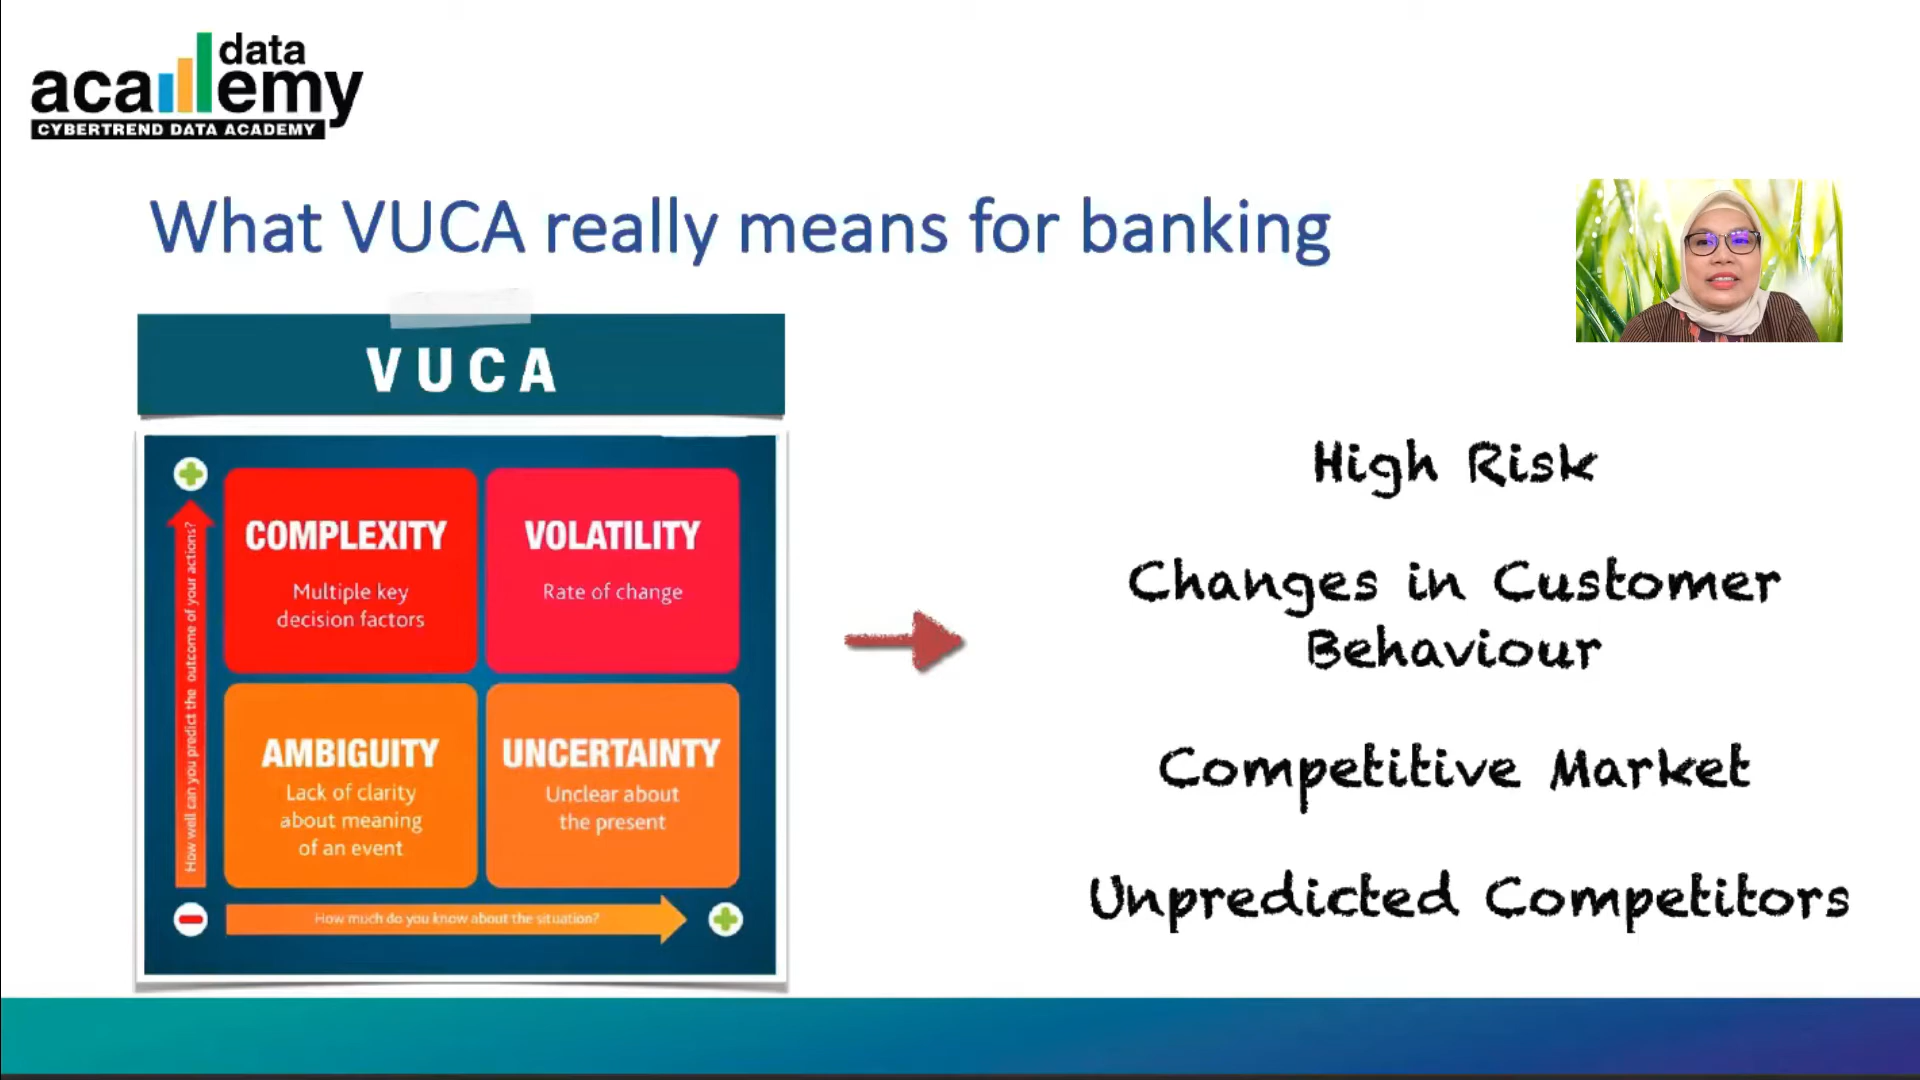 data
academy
CYBERTREND DATA ACADEMY
What VUCA really means for banking
VUCA
How well can you predict the outcome of your actions?
COMPLEXITY
Multiple key
decision factors
VOLATILITY
Rate of change
AMBIGUITY
Lack of clarity
about meaning
of an event
UNCERTAINTY
Unclear about
the present
How much do you know about the situation?
High Risk
Changes in Customer
Behaviour
Competitive Market
Unpredicted Competitors